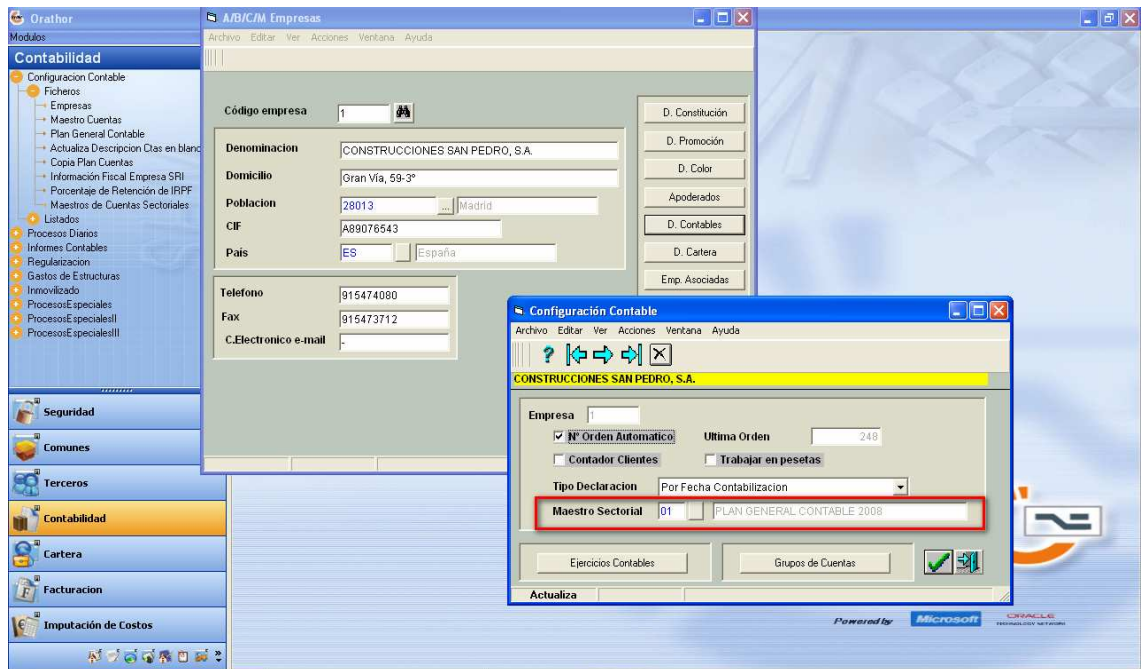 Orathor
Modulos
Contabilidad
Configuracion Contable
Ficheros
Empresas
Maestro Cuentas
Plan General Contable
Actualiza Descripcion Ctas en blanc
Copia Plan Cuentas
Información Fiscal Empresa SRI
Porcentaje de Retención de IRPF
Maestros de Cuentas Sectoriales
Listados
Procesos Diarios
Informes Contables
Regularizacion
Gastos de Estructuras
Inmovilizado
ProcesosEspeciales
ProcesosEspecialesII
ProcesosEspecialesIII
Seguridad
Comunes
Terceros
Contabilidad
Cartera
Facturacion
Imputación de Costos
A/B/C/M Empresas
Archivo Editar Ver Acciones Ventana Ayuda
Código empresa 1
Denominacion CONSTRUCCIONES SAN PEDRO, S.A.
Domicilio Gran Vía, 59-3º
Poblacion 28013 ... Madrid
CIF A89076543
Pais ES España
Telefono 915474080
Fax 915473712
C.Electronico e-mail -
D. Constitución
D. Promoción
D. Color
Apoderados
D. Contables
D. Cartera
Emp. Asociadas
Configuración Contable
Archivo Editar Ver Acciones Ventana Ayuda
CONSTRUCCIONES SAN PEDRO, S.A.
Empresa 1
Nº Orden Automatico Ultima Orden 248
Contador Clientes Trabajar en pesetas
Tipo Declaracion Por Fecha Contabilizacion
Maestro Sectorial 01 PLAN GENERAL CONTABLE 2008
Ejercicios Contables Grupos de Cuentas
Actualiza
Powered by Microsoft ORACLE
TECHNOLOGY NETWORK